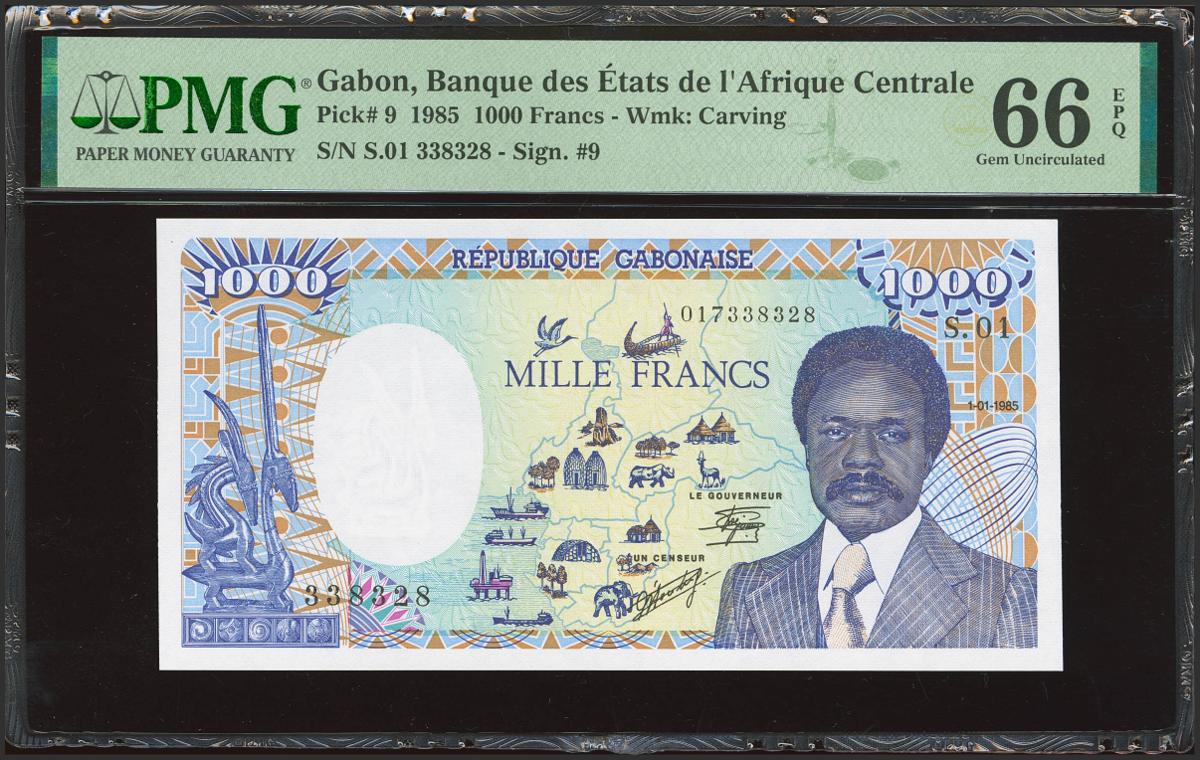 PMG®
PAPER MONEY GUARANTY
Gabon, Banque des États de l'Afrique Centrale
Pick# 9 1985 1000 Francs - Wmk: Carving
S/N S.01 338328 - Sign. #9
66
EPQ
Gem Uncirculated
1000
RÉPUBLIQUE GABONAISE
1000
017338328
S.01
MILLE FRANCS
1-01-1985
LE GOUVERNEUR
UN CENSEUR
338328